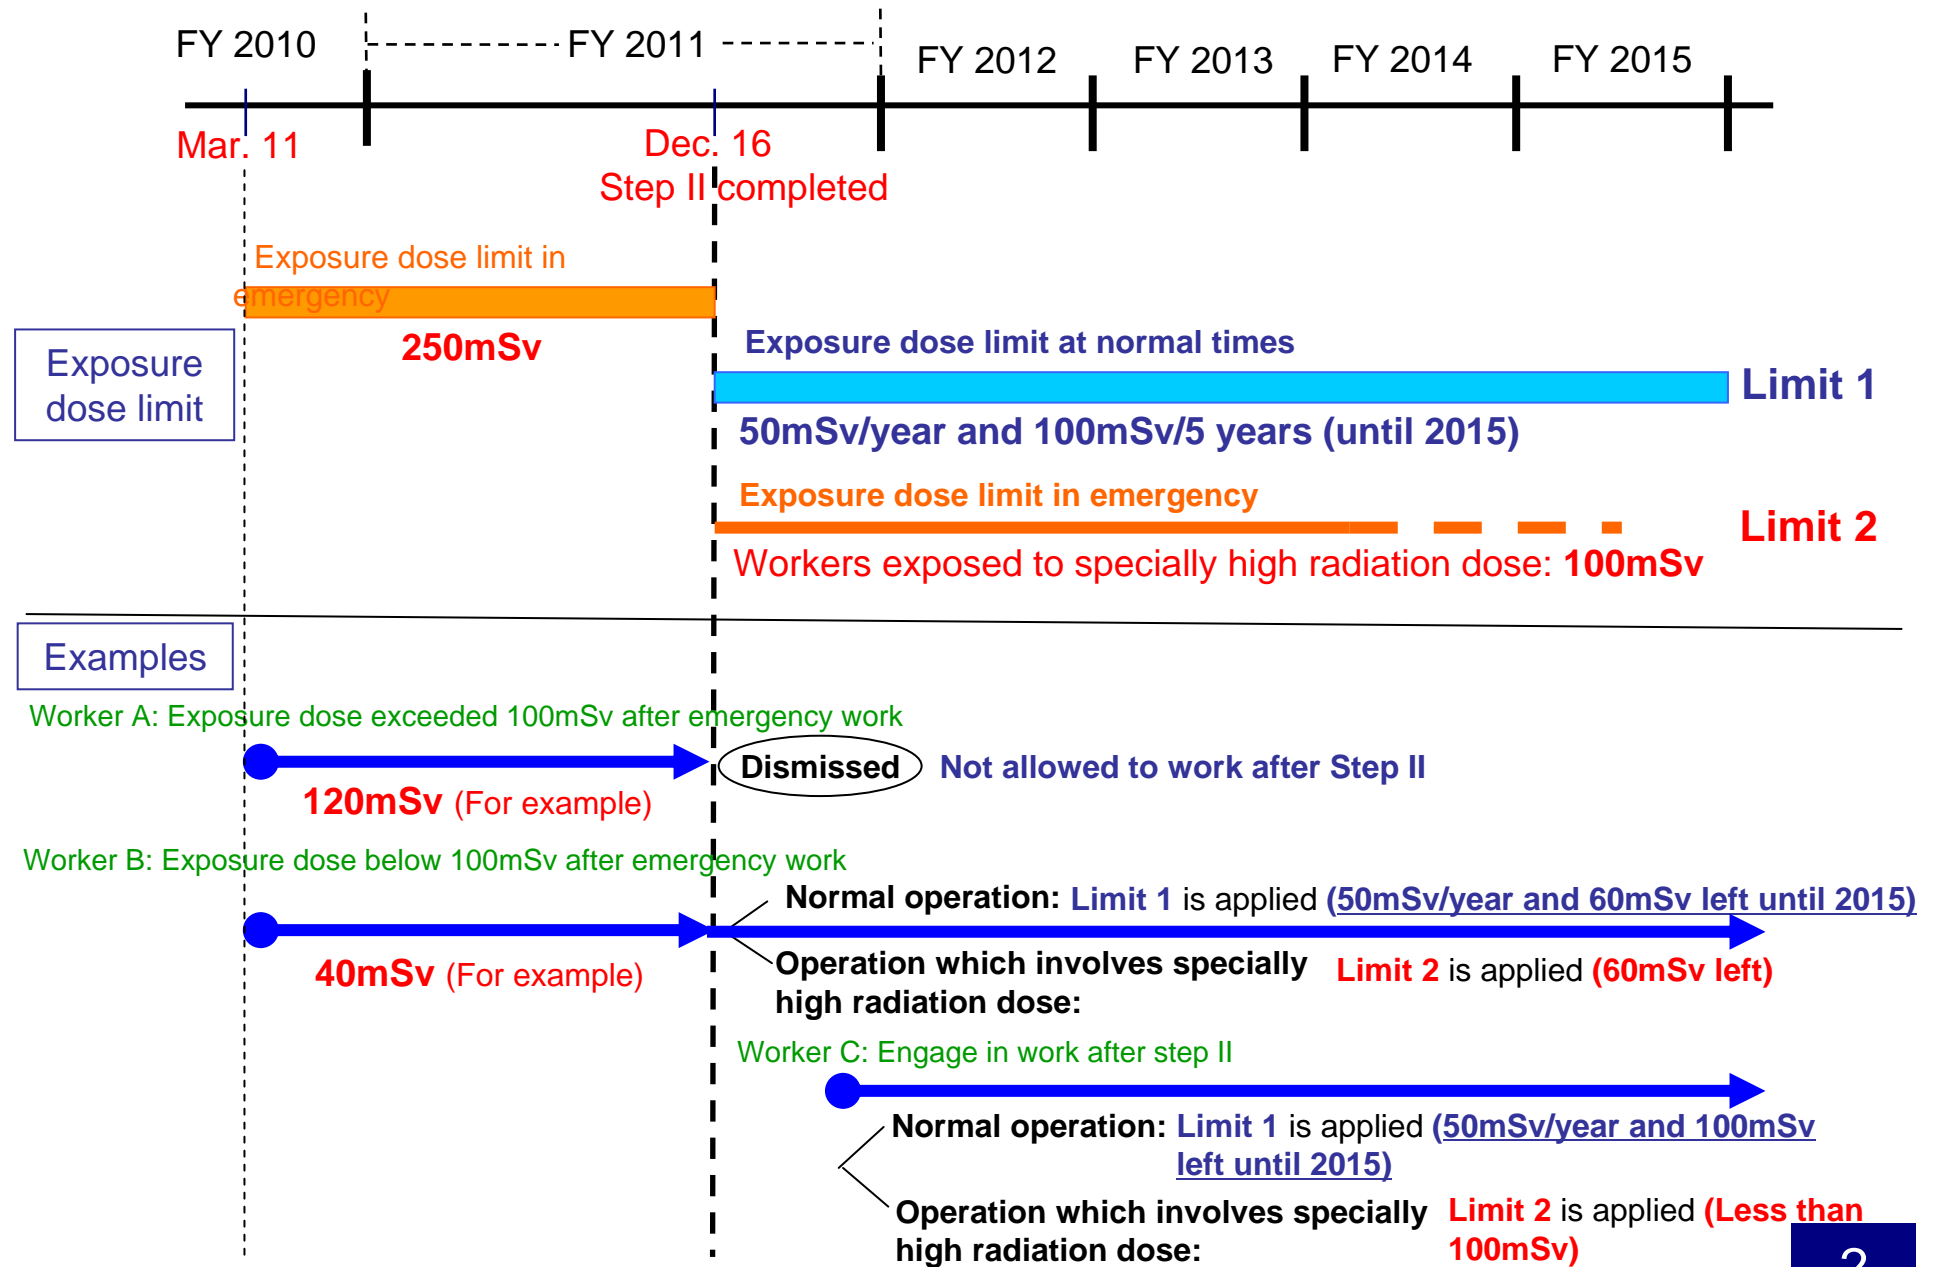 FY 2010
FY 2011
FY 2012
FY 2013
FY 2014
FY 2015
Mar. 11
Dec. 16
Step II completed
Exposure dose limit in
emergency
250mSv
Exposure
dose limit
Exposure dose limit at normal times
Limit 1
50mSv/year and 100mSv/5 years (until 2015)
Exposure dose limit in emergency
Limit 2
Workers exposed to specially high radiation dose: 100mSv
Examples
Worker A: Exposure dose exceeded 100mSv after emergency work
Dismissed Not allowed to work after Step II
120mSv (For example)
Worker B: Exposure dose below 100mSv after emergency work
Normal operation: Limit 1 is applied (50mSv/year and 60mSv left until 2015)
40mSv (For example)
Operation which involves specially
high radiation dose:
Limit 2 is applied (60mSv left)
Worker C: Engage in work after step II
Normal operation: Limit 1 is applied (50mSv/year and 100mSv
left until 2015)
Operation which involves specially
high radiation dose:
Limit 2 is applied (Less than
100mSv)
2